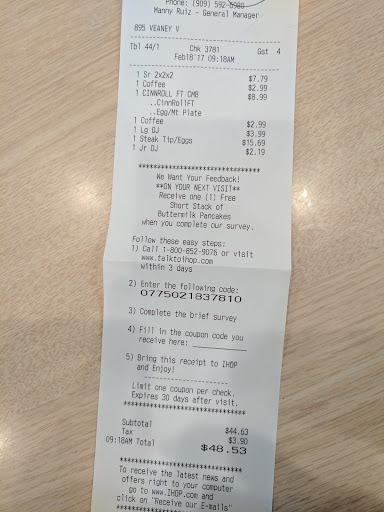 Phone: (909) 592-6980
Manny Ruiz - General Manager
895 VEANEY V
Tbl 44/1 Chk 3781 Gst 4
Feb18'17 09:18AM
1 Sr 2x2x2 $7.79
1 Coffee $2.99
1 CINNROLL FT CMB $8.99
..CinnRollFT
..Egg/Mt Plate
1 Coffee $2.99
1 Lg OJ $3.99
1 Steak Tip/Eggs $15.69
1 Jr OJ $2.19
********************************
We Want Your Feedback!
**ON YOUR NEXT VISIT**
Receive one (1) Free
Short Stack of
Buttermilk Pancakes
when you complete our survey.
Follow these easy steps:
1) Call 1-800-852-9076 or visit
www.talktoihop.com
within 3 days
2) Enter the following code:
0775021837810
3) Complete the brief survey
4) Fill in the coupon code you
receive here: ______________
5) Bring this receipt to IHOP
and Enjoy!
----------------------
Limit one coupon per check.
Expires 30 days after visit.
********************************
Subtotal $44.63
Tax $3.90
09:18AM Total $48.53
********************************
To receive the latest news and
offers right to your computer
go to www.IHOP.com and
click on "Receive our E-mails"
********************************